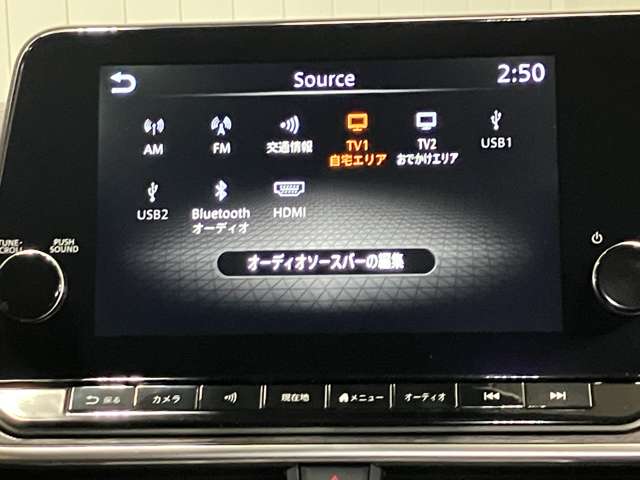 Source
2:50
AM
FM
交通情報
TV1
自宅エリア
TV2
おでかけエリア
USB1
USB2
Bluetooth
オーディオ
HDMI
オーディオソースバーの編集
TUNE·
SCROLL
PUSH
SOUND
戻る
カメラ
現在地
メニュー
オーディオ